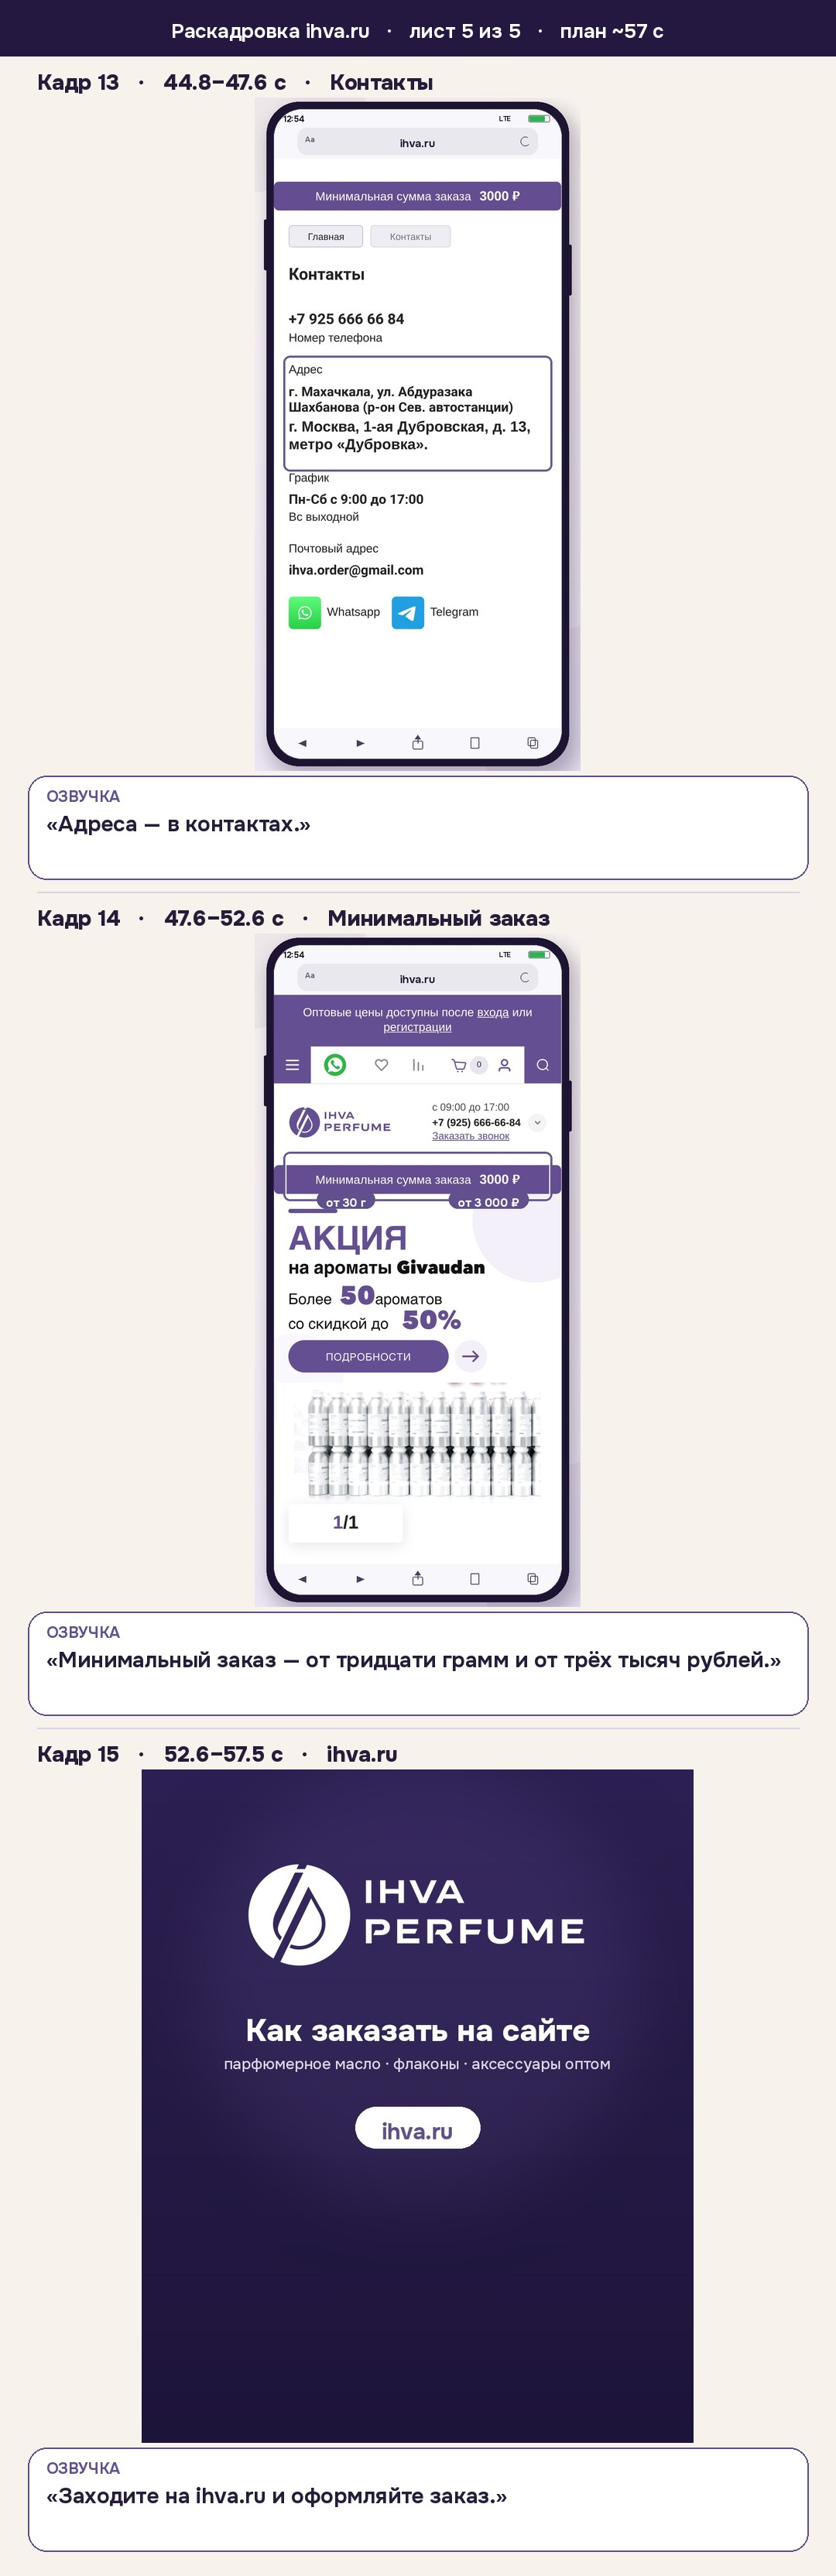 Раскадровка ihva.ru · лист 5 из 5 · план ~57 с
Кадр 13 · 44.8–47.6 с · Контакты
12:54 LTE
Aa ihva.ru
Минимальная сумма заказа 3000 ₽
Главная Контакты
Контакты
+7 925 666 66 84
Номер телефона
Адрес
г. Махачкала, ул. Абдуразака
Шахбанова (р-он Сев. автостанции)
г. Москва, 1-ая Дубровская, д. 13,
метро «Дубровка».
График
Пн-Сб с 9:00 до 17:00
Вс выходной
Почтовый адрес
ihva.order@gmail.com
Whatsapp Telegram
ОЗВУЧКА
«Адреса — в контактах.»
Кадр 14 · 47.6–52.6 с · Минимальный заказ
12:54 LTE
Aa ihva.ru
Оптовые цены доступны после входа или
регистрации
0
IHVA
PERFUME
с 09:00 до 17:00
+7 (925) 666-66-84
Заказать звонок
Минимальная сумма заказа 3000 ₽
от 30 г от 3 000 ₽
АКЦИЯ
на ароматы Givaudan
Более 50 ароматов
со скидкой до 50%
ПОДРОБНОСТИ
1/1
ОЗВУЧКА
«Минимальный заказ — от тридцати грамм и от трёх тысяч рублей.»
Кадр 15 · 52.6–57.5 с · ihva.ru
IHVA
PERFUME
Как заказать на сайте
парфюмерное масло · флаконы · аксессуары оптом
ihva.ru
ОЗВУЧКА
«Заходите на ihva.ru и оформляйте заказ.»